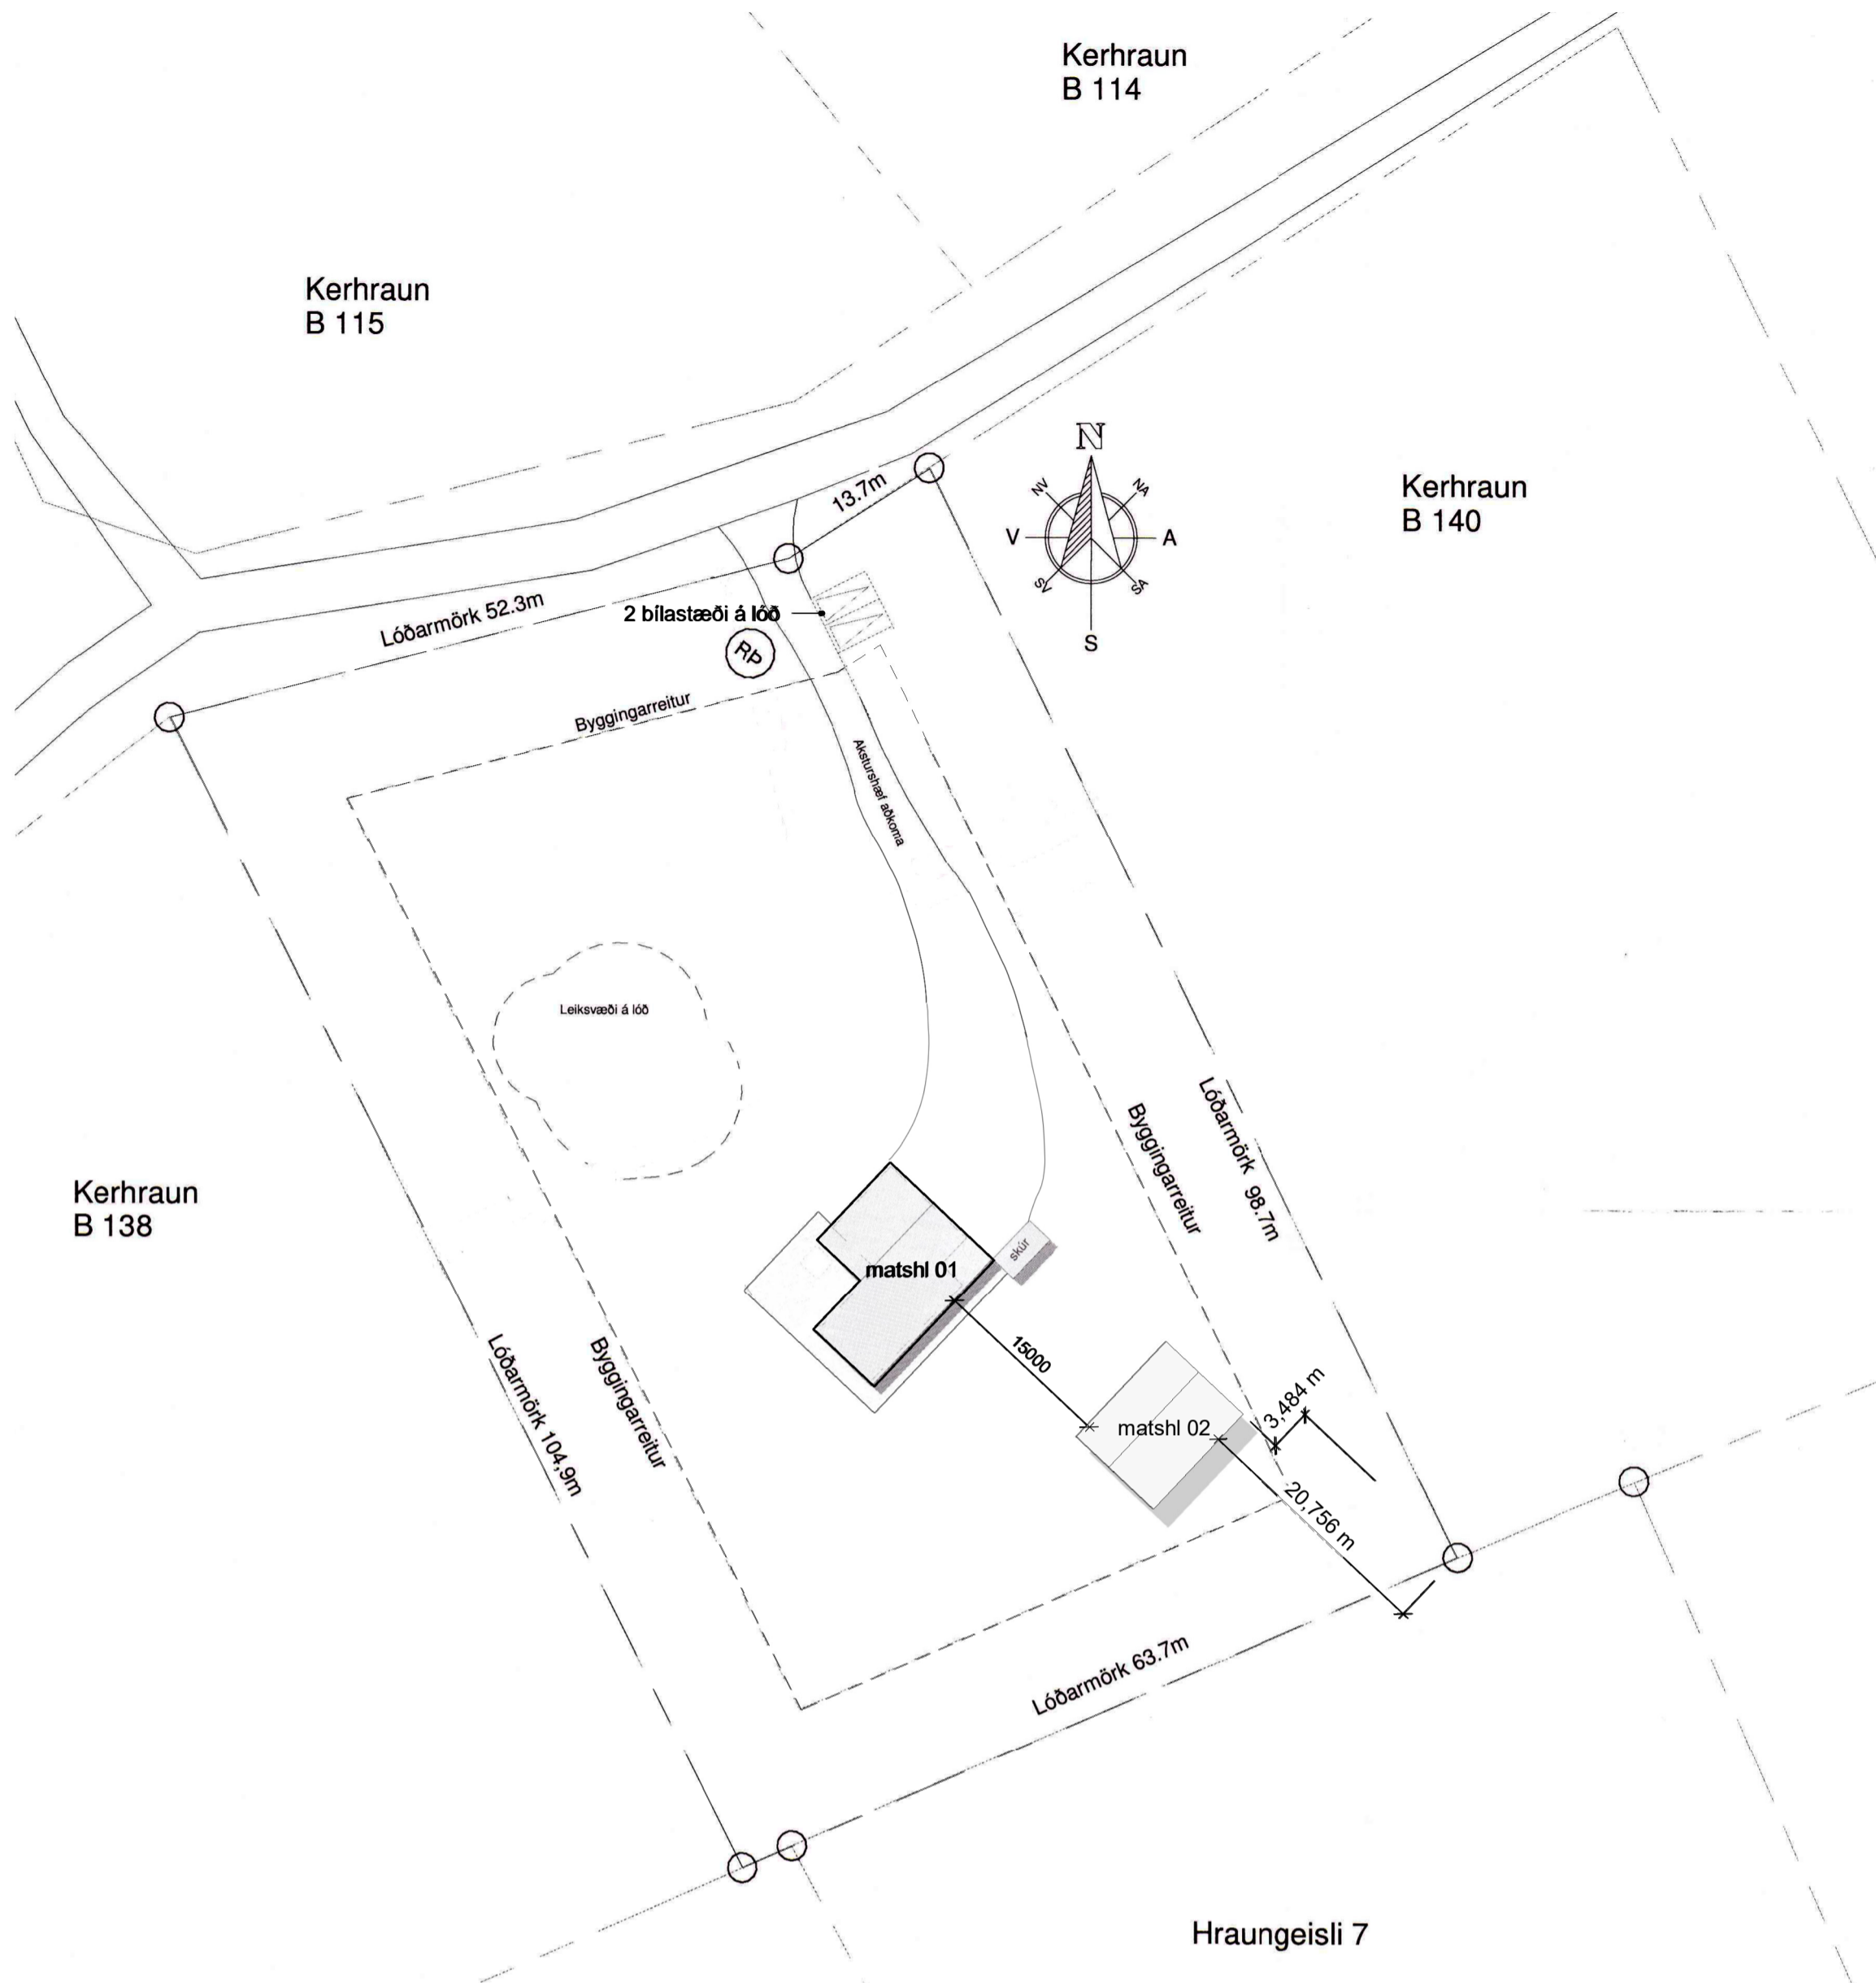 Kerhraun
B 114
Kerhraun
B 115
N
NV
NA
V
A
SV
SA
S
Kerhraun
B 140
13.7m
Lóðarmörk 52.3m
2 bílastæði á lóð
RÞ
Byggingarreitur
Aksturshæf aðkoma
Leiksvæði á lóð
Byggingarreitur
Lóðarmörk 98.7m
Kerhraun
B 138
skúr
matshl 01
15000
Lóðarmörk 104,9m
Byggingarreitur
3,484 m
matshl 02
20,756 m
Lóðarmörk 63.7m
Hraungeisli 7